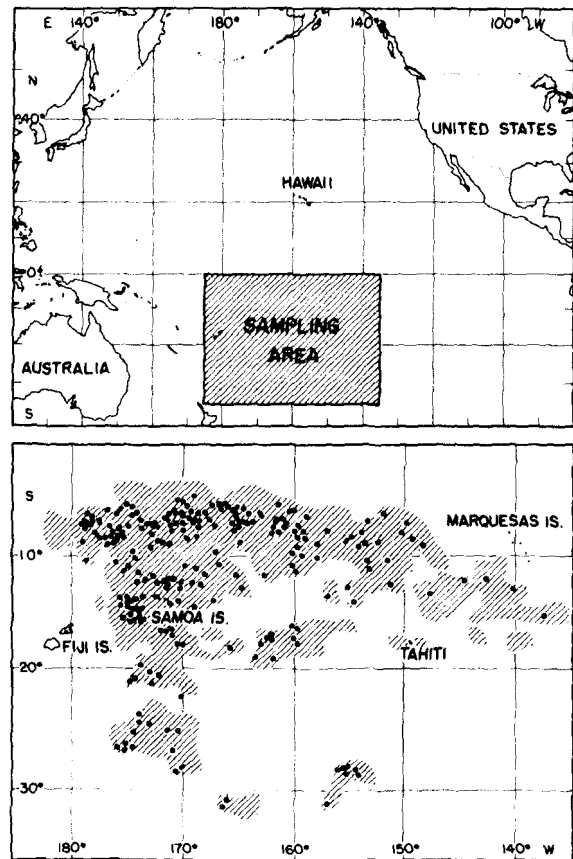 E 140° 180° 160° 140° 100° W
N
40°
UNITED STATES
HAWAII
0°
SAMPLING
AREA
AUSTRALIA
S
S
MARQUESAS IS.
10°
SAMOA IS.
FIJI IS.
TAHITI
20°
30°
180° 170° 160° 150° 140° W